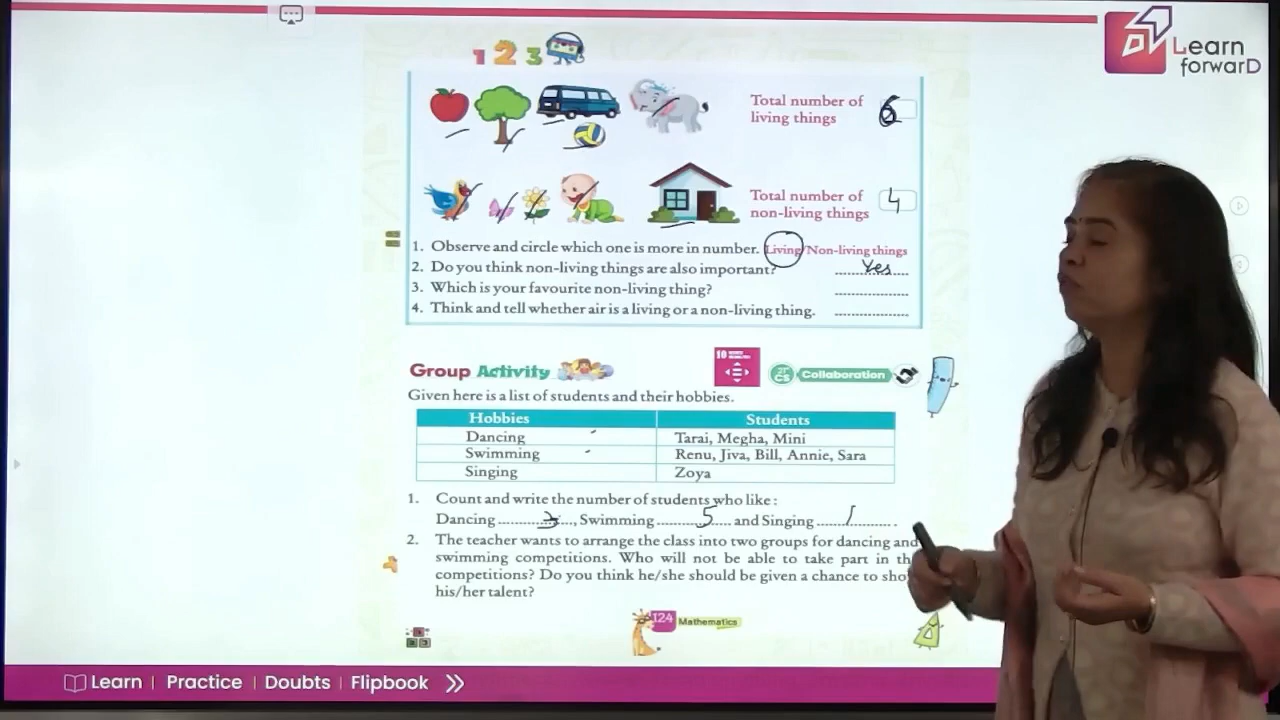 Learn
forwarD
1 2 3
Total number of
living things 6
Total number of
non-living things 4
1. Observe and circle which one is more in number. Living/Non-living things
2. Do you think non-living things are also important? Yes
3. Which is your favourite non-living thing?
4. Think and tell whether air is a living or a non-living thing.
Group Activity
Collaboration
Given here is a list of students and their hobbies.
Hobbies Students
Dancing Tarai, Megha, Mini
Swimming Renu, Jiva, Bill, Annie, Sara
Singing Zoya
1. Count and write the number of students who like :
Dancing 3, Swimming 5 and Singing 1.
2. The teacher wants to arrange the class into two groups for dancing and
swimming competitions. Who will not be able to take part in th
competitions? Do you think he/she should be given a chance to sho
his/her talent?
124 Mathematics
Learn | Practice | Doubts | Flipbook